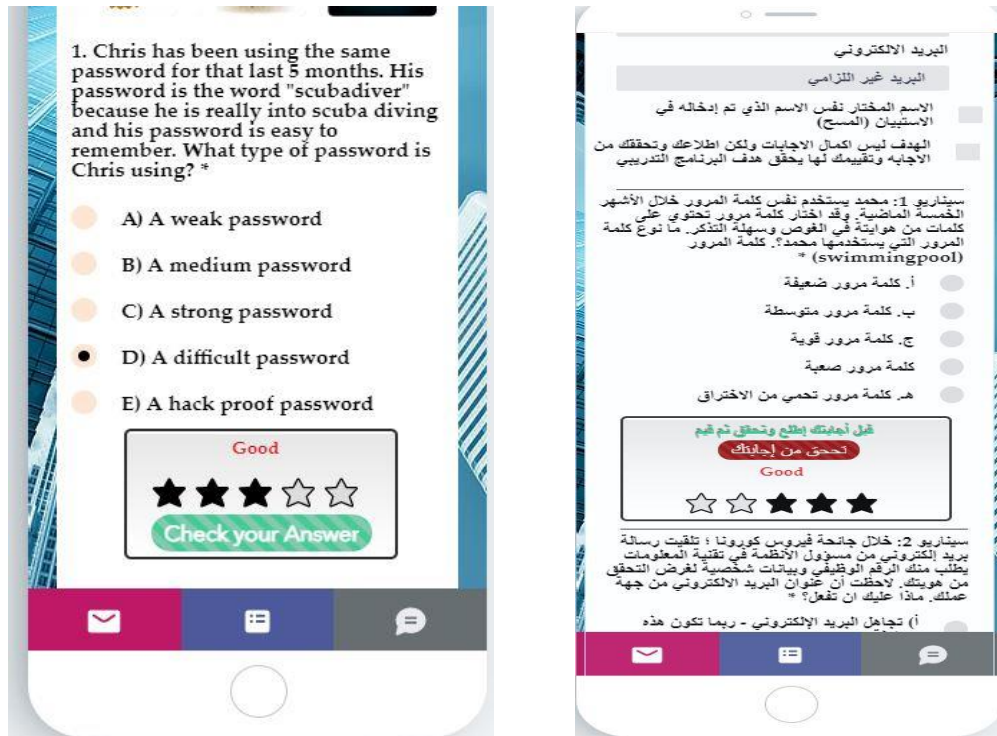 1. Chris has been using the same
password for that last 5 months. His
password is the word "scubadiver"
because he is really into scuba diving
and his password is easy to
remember. What type of password is
Chris using? *
A) A weak password
B) A medium password
C) A strong password
D) A difficult password
E) A hack proof password
Good
Check your Answer
البريد الالكتروني
البريد غير اللزامي
الاسم المختار نفس الاسم الذي تم إدخاله في
الاستبيان (المسح)
الهدف ليس اكمال الاجابات ولكن اطلاعك وتحققك من
الاجابه وتقييمك لها يحقق هدف البرنامج التدريبي
سيناريو 1: محمد يستخدم نفس كلمة المرور خلال الأشهر
الخمسة الماضية. وقد اختار كلمة مرور تحتوي على
كلمات من هوايتة في الغوص وسهلة التذكر. ما نوع كلمة
المرور التي يستخدمها محمد؟. كلمة المرور
(swimmingpool) *
أ. كلمة مرور ضعيفة
ب. كلمة مرور متوسطة
ج. كلمة مرور قوية
كلمة مرور صعبة
هـ. كلمة مرور تحمي من الاختراق
قبل أجابتك إطلع وتحقق ثم قيم
تححق من إجابتك
Good
سيناريو 2: خلال جائحة فيروس كورونا ؛ تلقيت رسالة
بريد إلكتروني من مسؤول الأنظمة في تقنية المعلومات
يطلب منك الرقم الوظيفي وبيانات شخصية لغرض التحقق
من هويتك. لاحظت أن عنوان البريد الالكتروني من جهة
عملك. ماذا عليك ان تفعل؟ *
أ) تجاهل البريد الإلكتروني - ربما تكون هذه